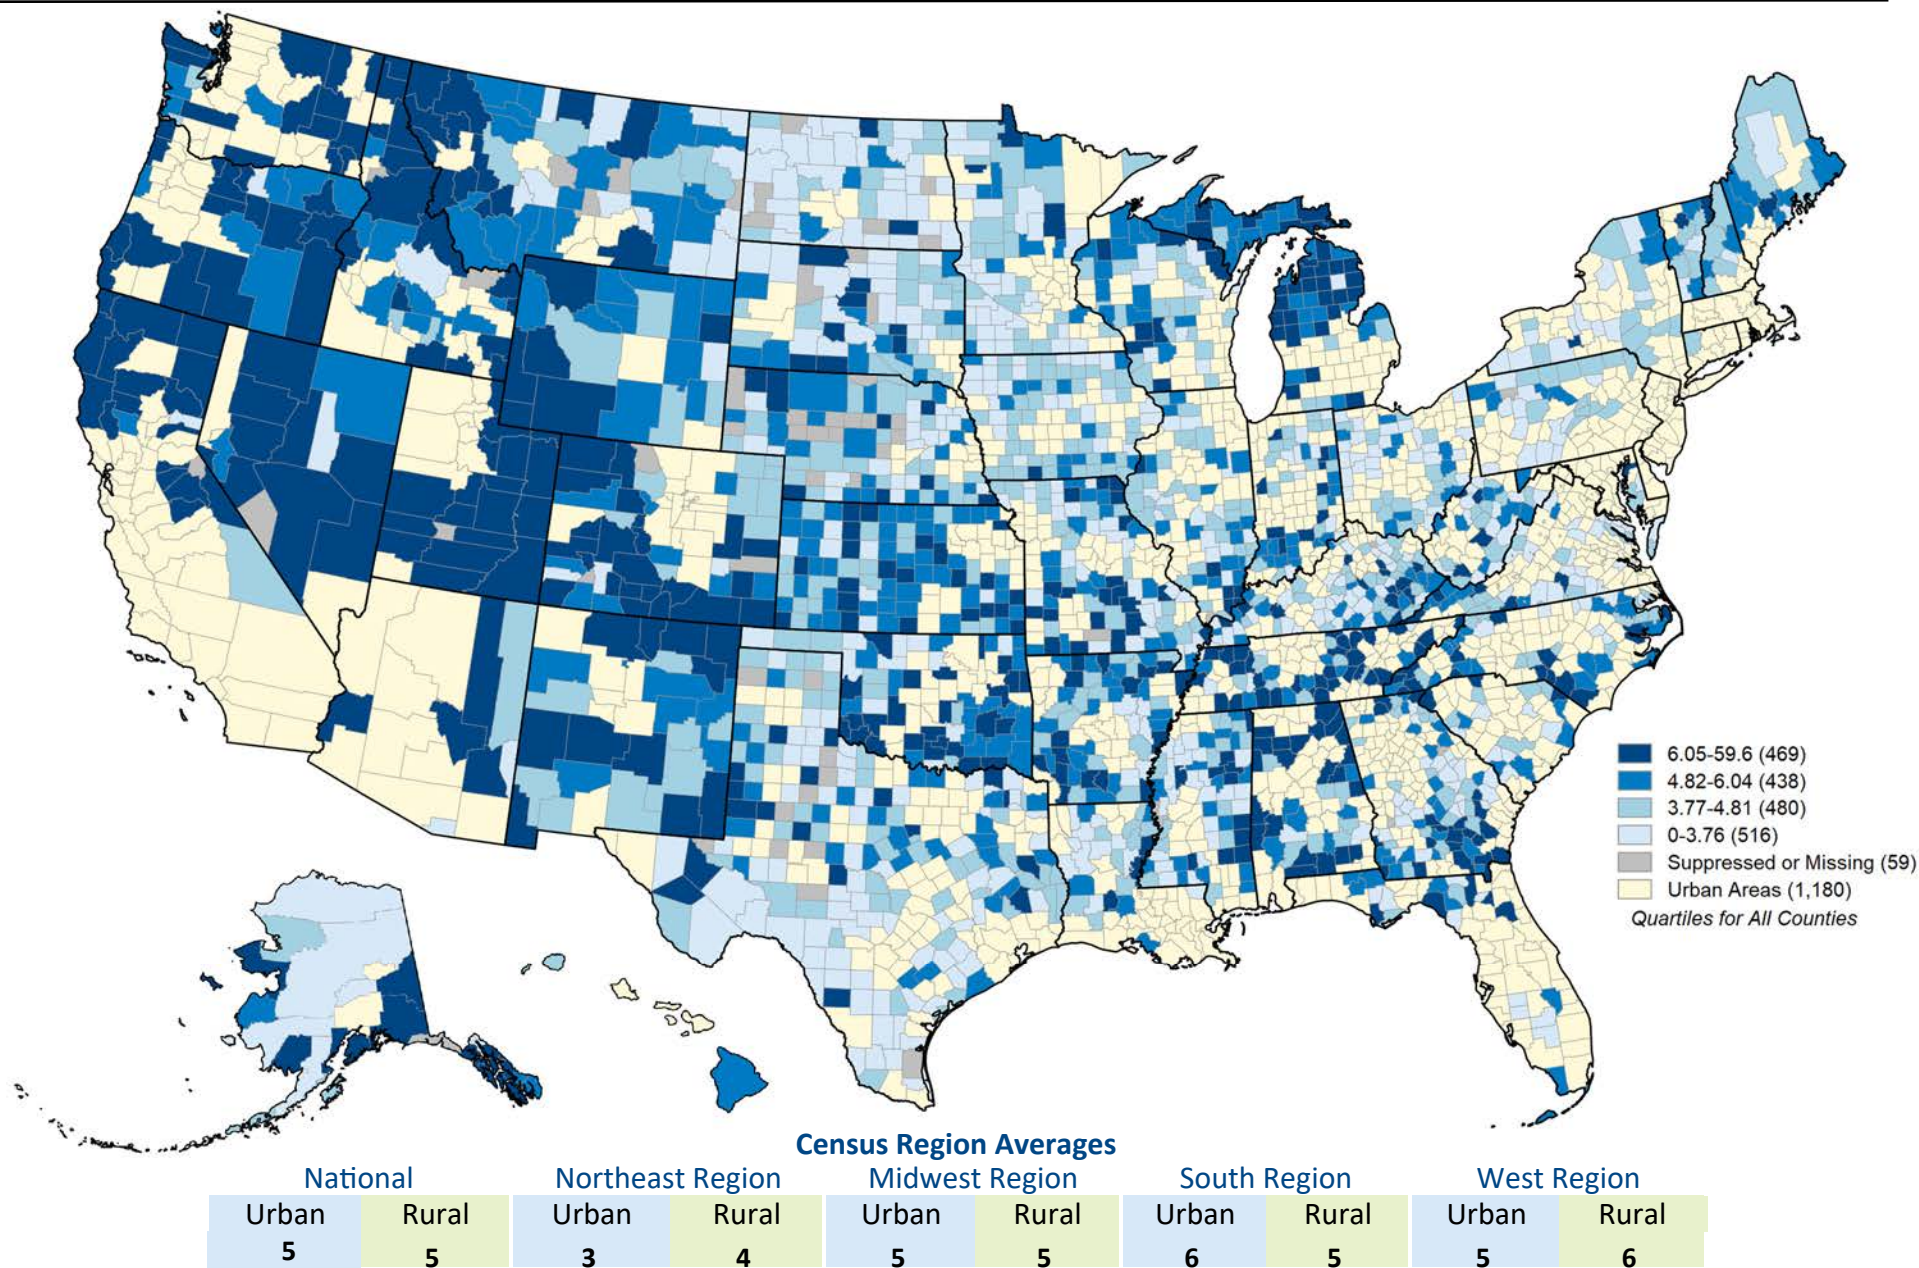 6.05-59.6 (469)
4.82-6.04 (438)
3.77-4.81 (480)
0-3.76 (516)
Suppressed or Missing (59)
Urban Areas (1,180)
Quartiles for All Counties
Census Region Averages
National Northeast Region Midwest Region South Region West Region
Urban Rural Urban Rural Urban Rural Urban Rural Urban Rural
5 5 3 4 5 5 6 5 5 6